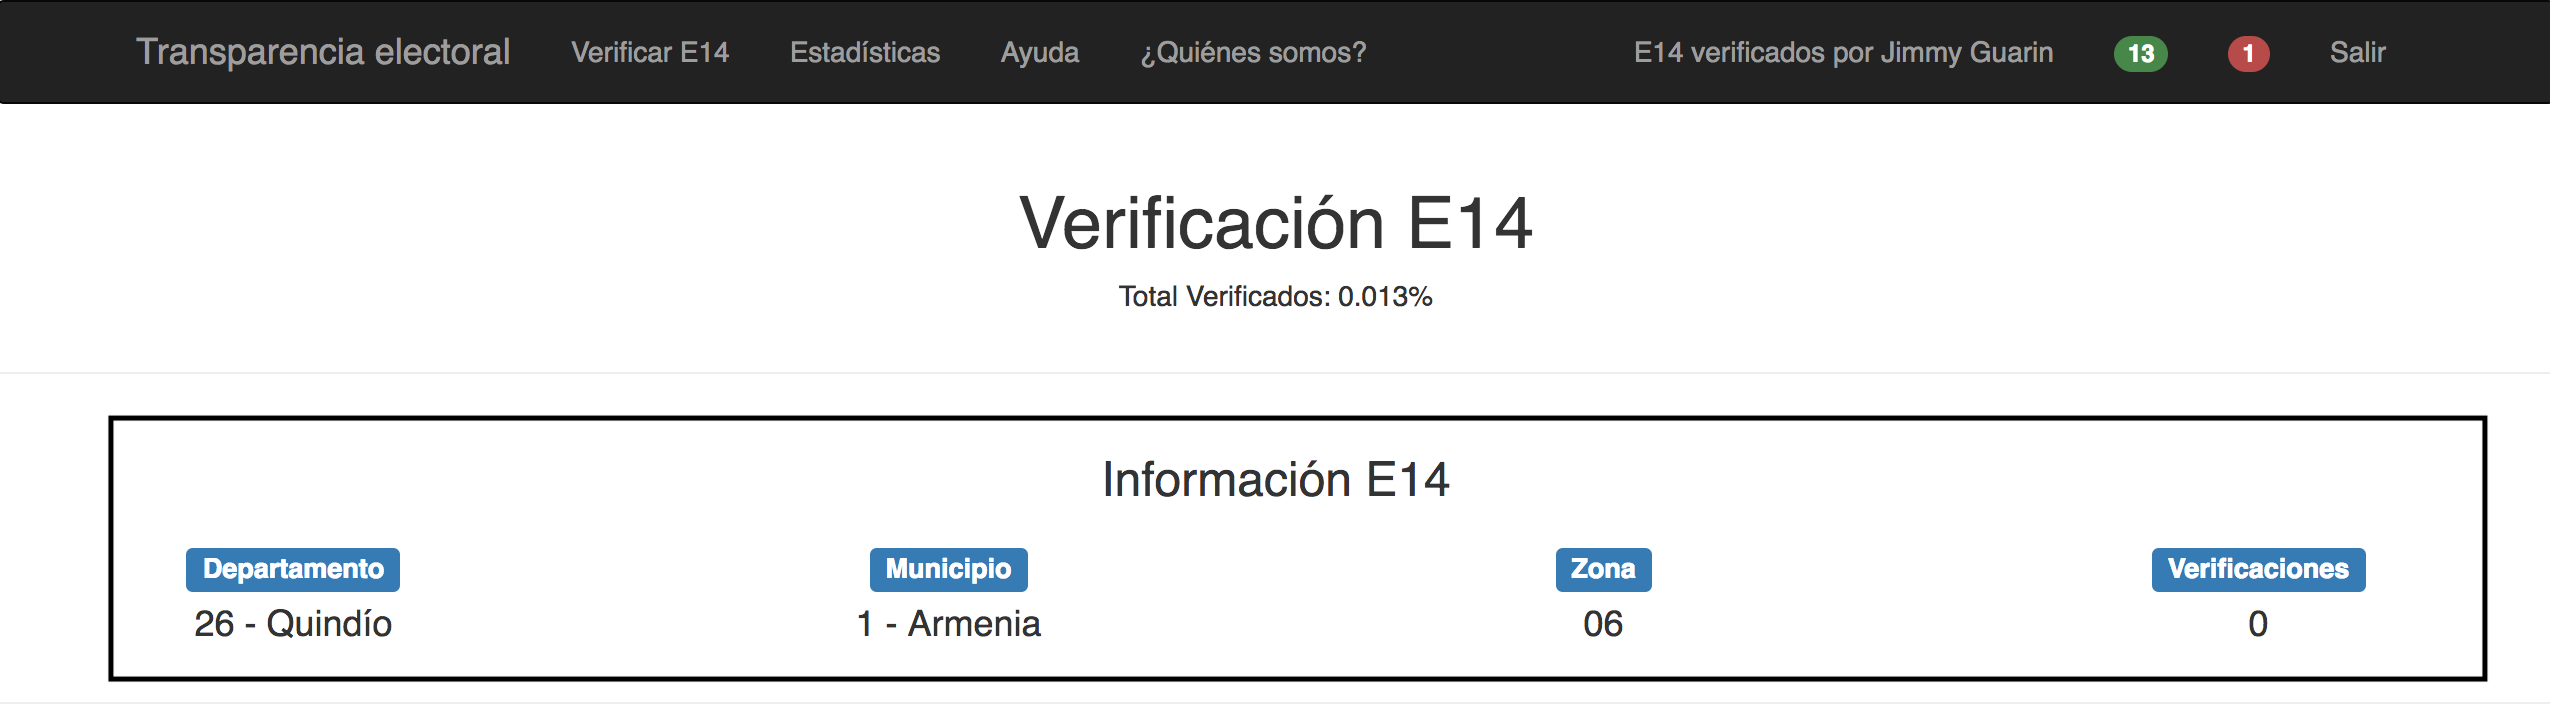 Transparencia electoral Verificar E14 Estadísticas Ayuda ¿Quiénes somos? E14 verificados por Jimmy Guarin 13 1 Salir
Verificación E14
Total Verificados: 0.013%
Información E14
Departamento Municipio Zona Verificaciones
26 - Quindío 1 - Armenia 06 0